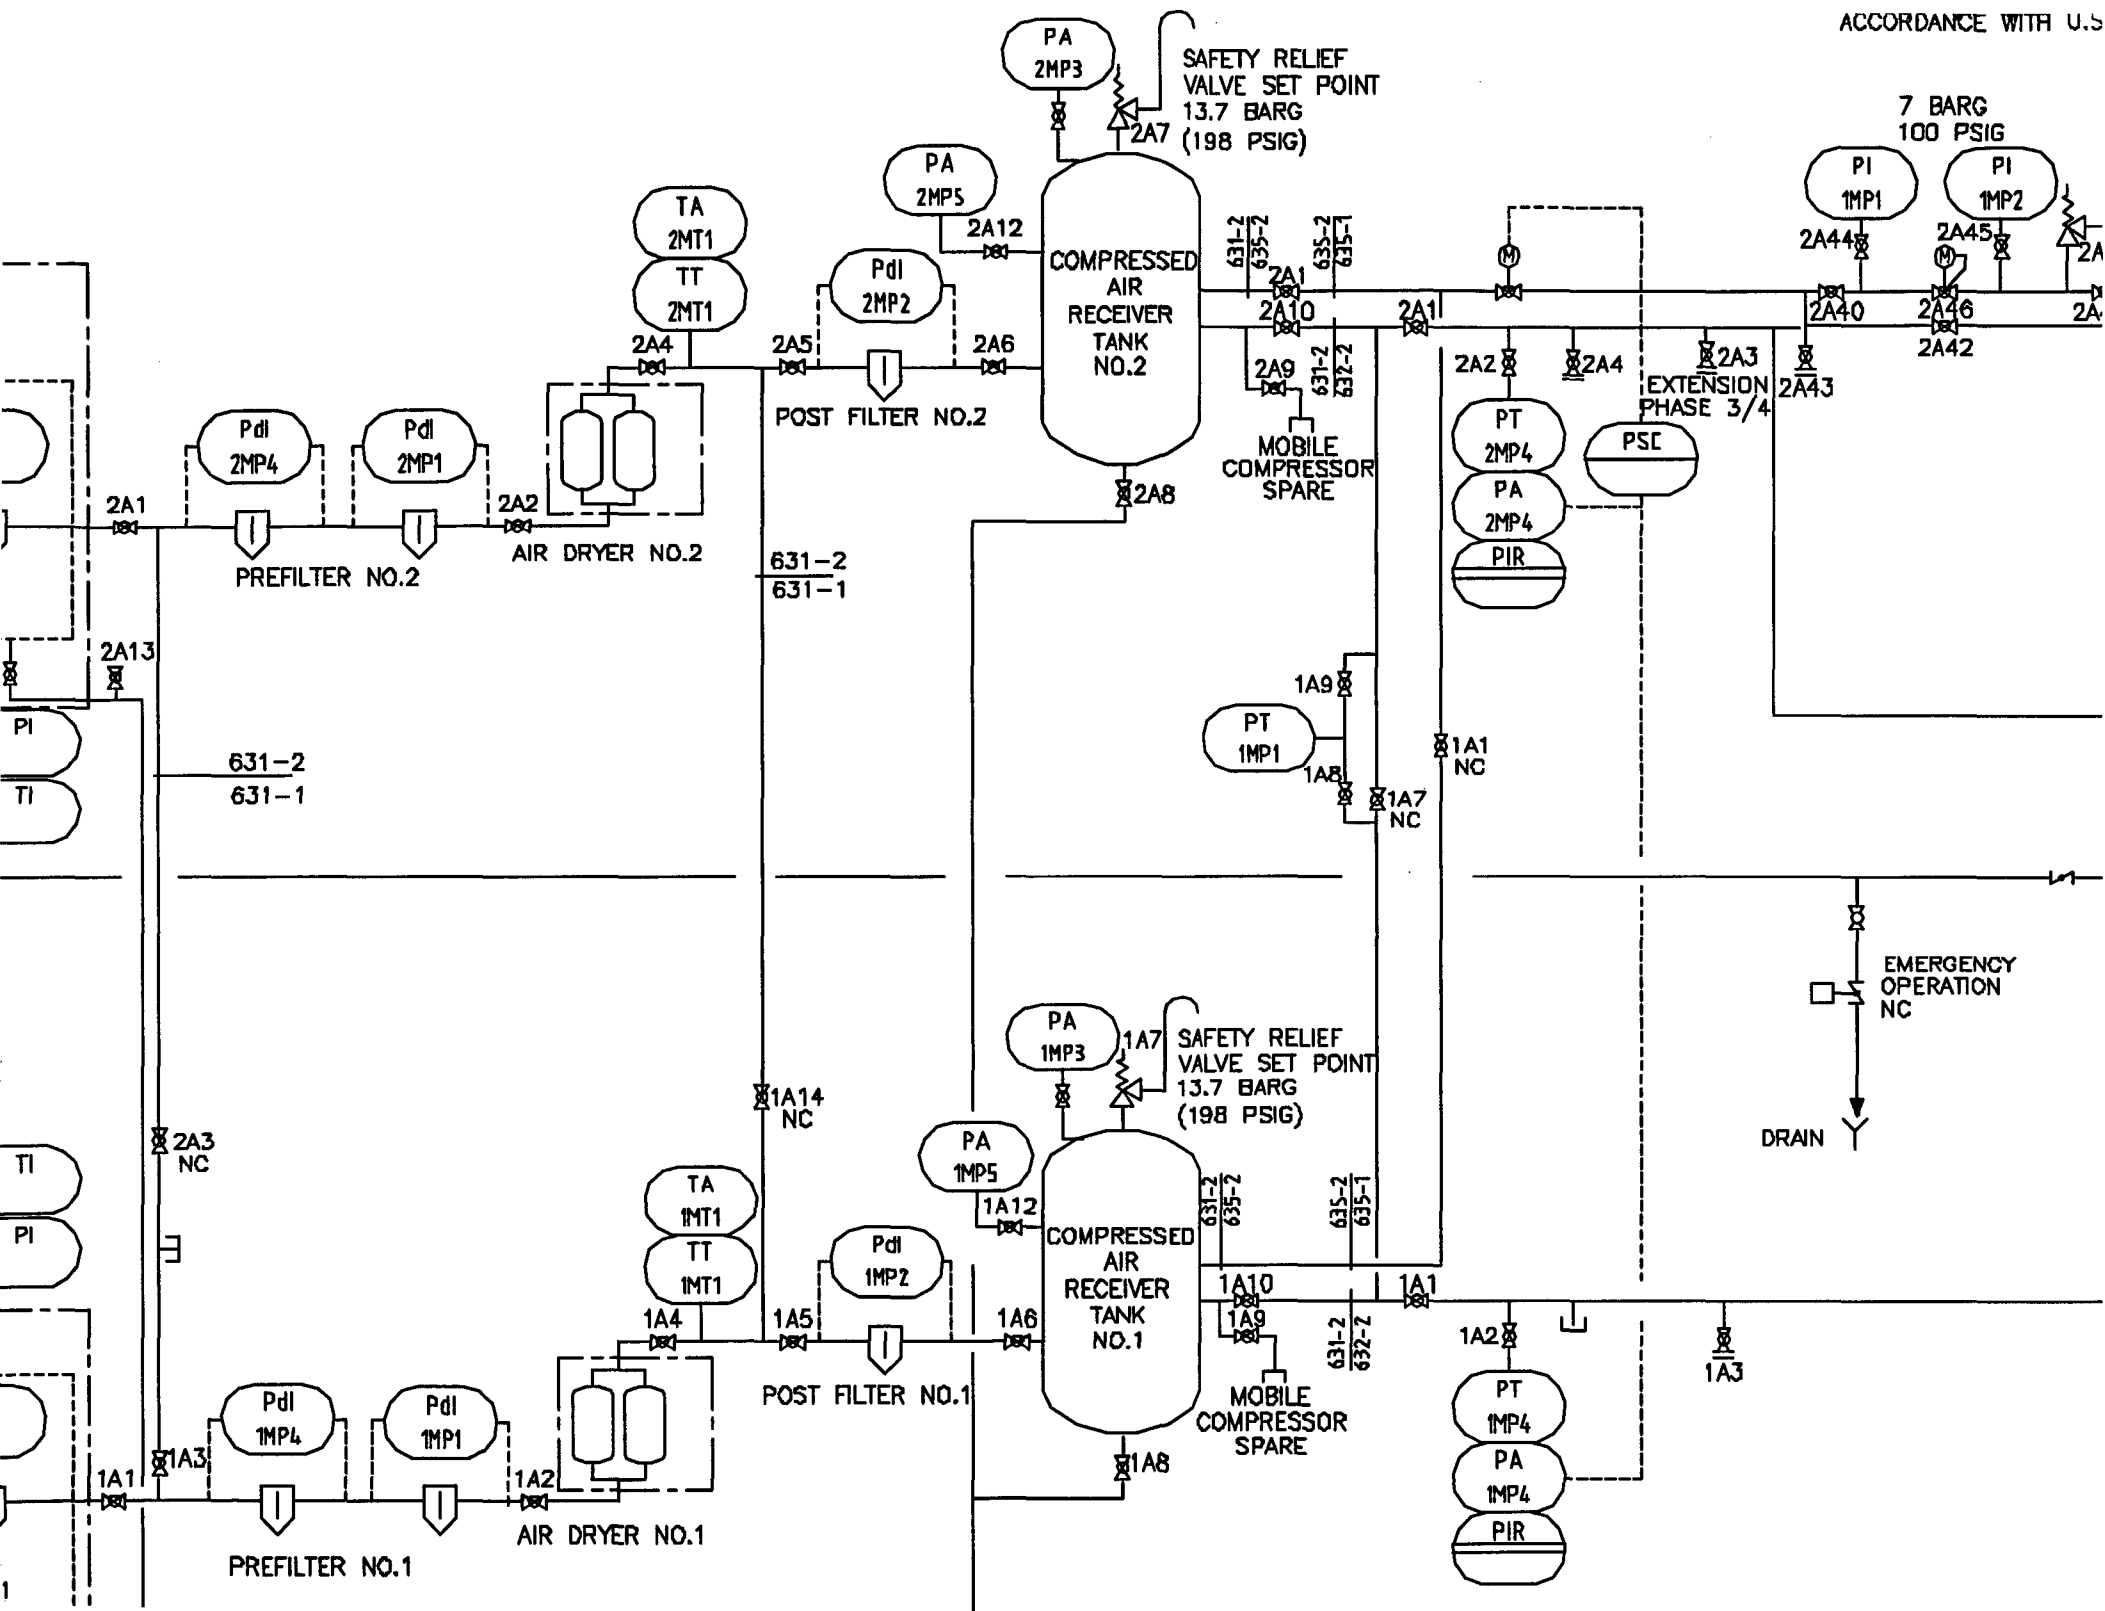 ACCORDANCE WITH U.S
PA
2MP3
SAFETY RELIEF
VALVE SET POINT
13.7 BARG
(198 PSIG)
2A7
7 BARG
100 PSIG
PA
2MP5
2A12
PI
1MP1
PI
1MP2
2A44
2A45
2A
TA
2MT1
TT
2MT1
PdI
2MP2
COMPRESSED
AIR
RECEIVER
TANK
NO.2
631-2
635-2
635-2
635-1
2A1
2A10
2A1
M
M
2A40
2A46
2A42
2A
2A4
2A5
2A6
2A9
631-2
632-2
2A2
2A4
2A3
2A43
EXTENSION
PHASE 3/4
POST FILTER NO.2
MOBILE
COMPRESSOR
SPARE
PT
2MP4
PA
2MP4
PIR
PSC
PdI
2MP4
PdI
2MP1
2A1
2A2
2A8
PREFILTER NO.2
AIR DRYER NO.2
631-2
631-1
2A13
PI
TI
631-2
631-1
1A9
PT
1MP1
1A8
1A7
NC
1A1
NC
EMERGENCY
OPERATION
NC
DRAIN
PA
1MP3
1A7
SAFETY RELIEF
VALVE SET POINT
13.7 BARG
(198 PSIG)
1A14
NC
2A3
NC
TI
PI
PA
1MP5
1A12
TA
1MT1
TT
1MT1
PdI
1MP2
COMPRESSED
AIR
RECEIVER
TANK
NO.1
631-2
635-2
635-2
635-1
1A10
1A1
1A9
631-2
632-2
1A4
1A5
1A6
1A2
1A3
POST FILTER NO.1
MOBILE
COMPRESSOR
SPARE
PT
1MP4
PA
1MP4
PIR
PdI
1MP4
PdI
1MP1
1A3
1A1
1A2
1A8
AIR DRYER NO.1
PREFILTER NO.1
1